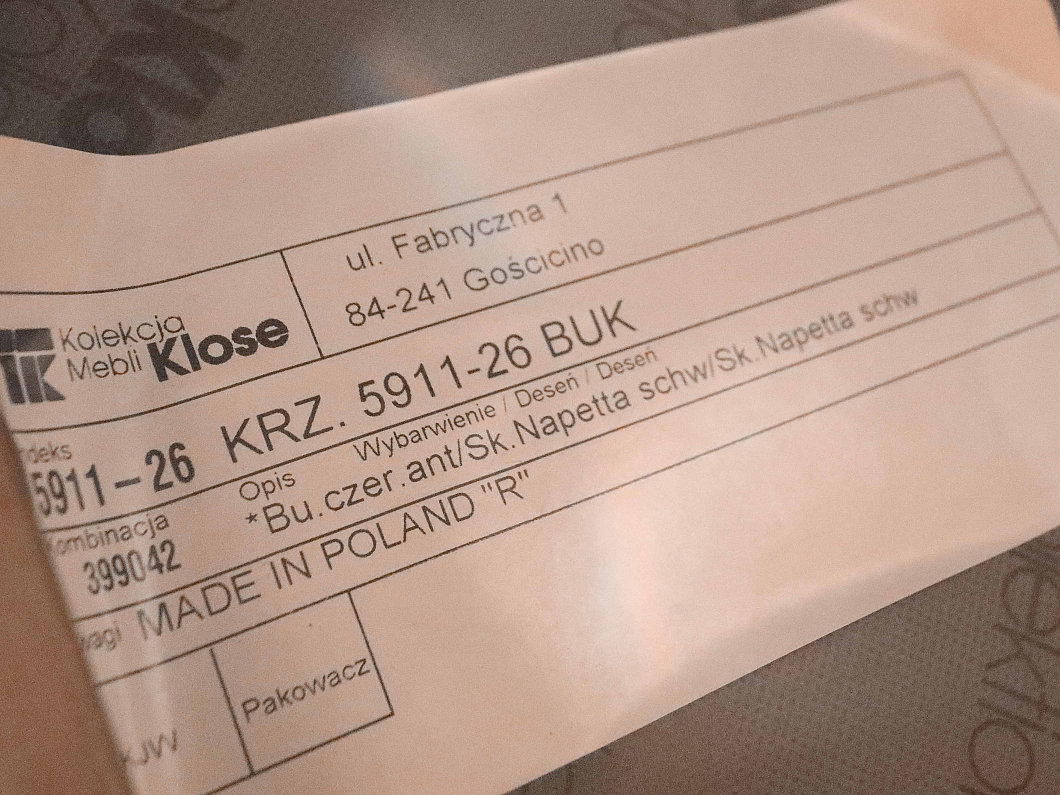 Kolekcja
Mebli Klose
ul. Fabryczna 1
84-241 Gościcino
5911-26 KRZ. 5911-26 BUK
Opis Wybarwienie / Deseń / Deseń
Kombinacja
399042 *Bu.czer.ant/Sk.Napetta schw/Sk.Napetta schw
MADE IN POLAND "R"
Pakowacz